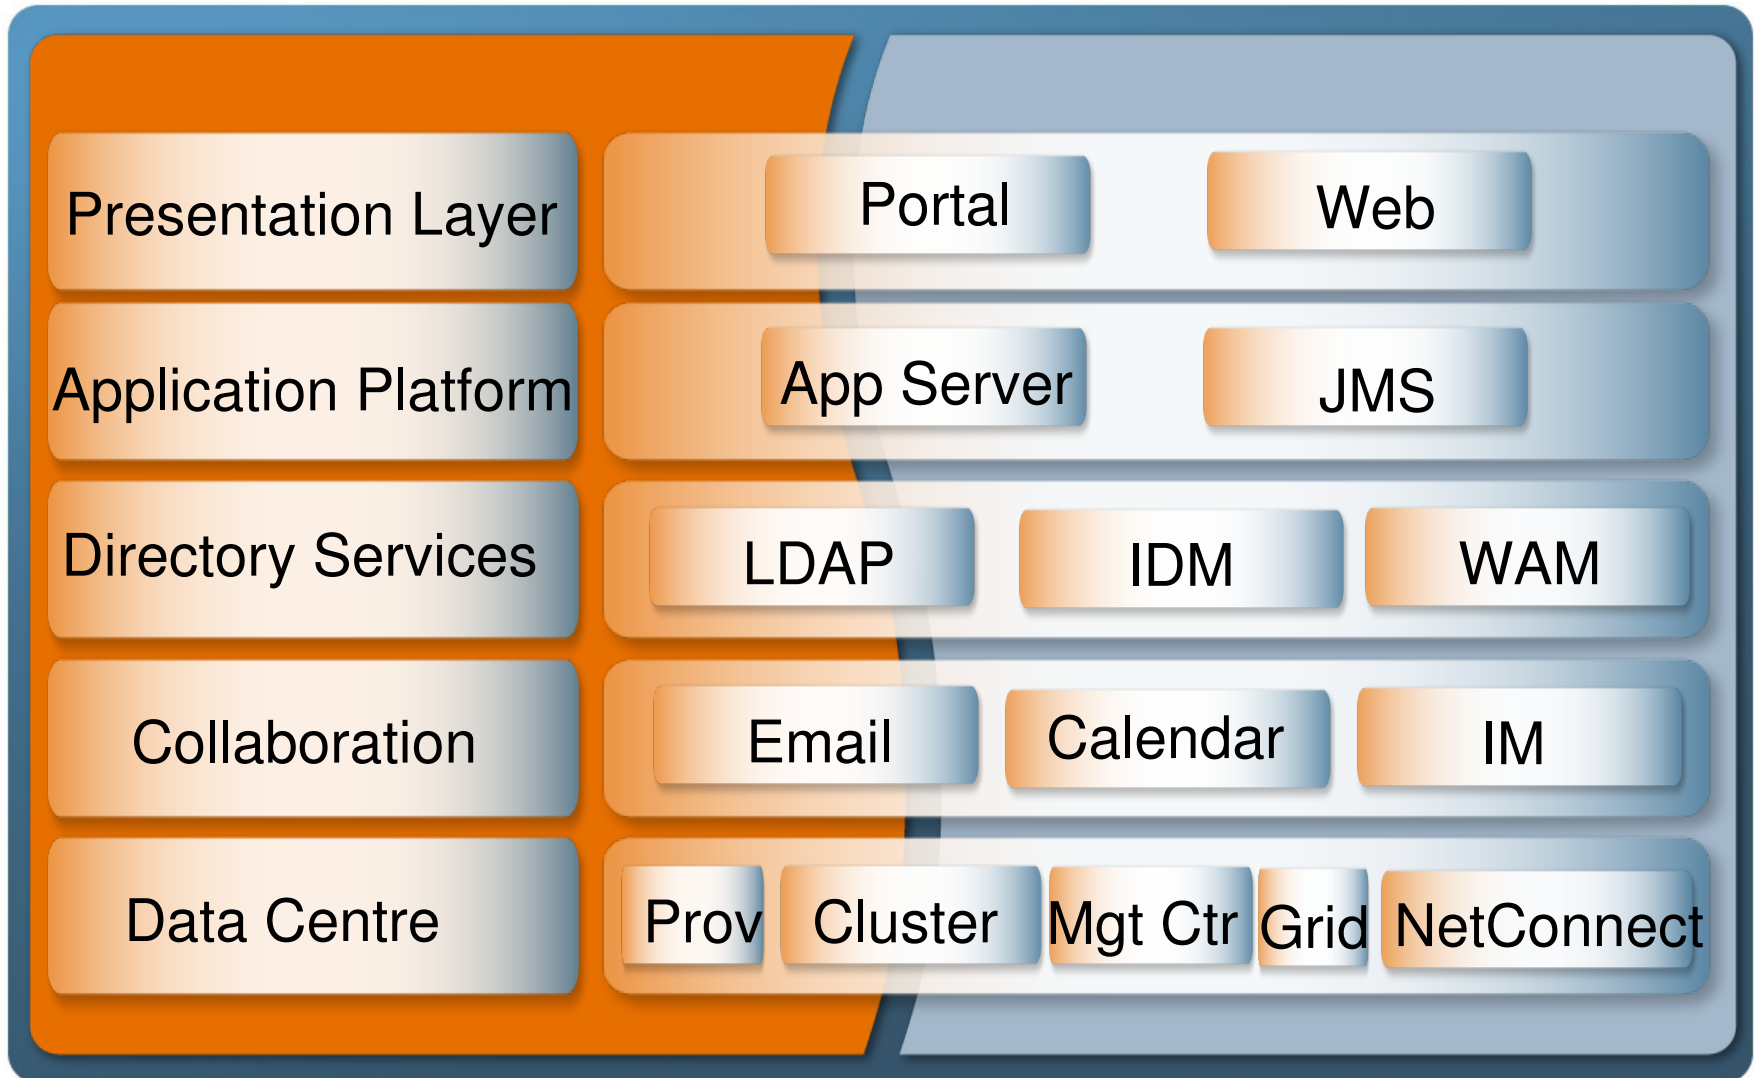 Presentation Layer
Portal
Web
Application Platform
App Server
JMS
Directory Services
LDAP
IDM
WAM
Collaboration
Email
Calendar
IM
Data Centre
Prov
Cluster
Mgt Ctr
Grid
NetConnect